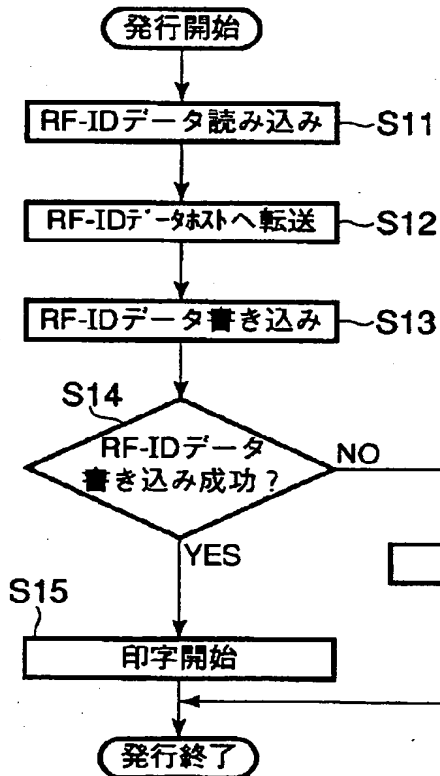 発行開始
RF-IDデータ読み込み
S11
RF-IDデータホストへ転送
S12
RF-IDデータ書き込み
S13
S14
RF-IDデータ
書き込み成功?
NO
YES
S15
印字開始
発行終了